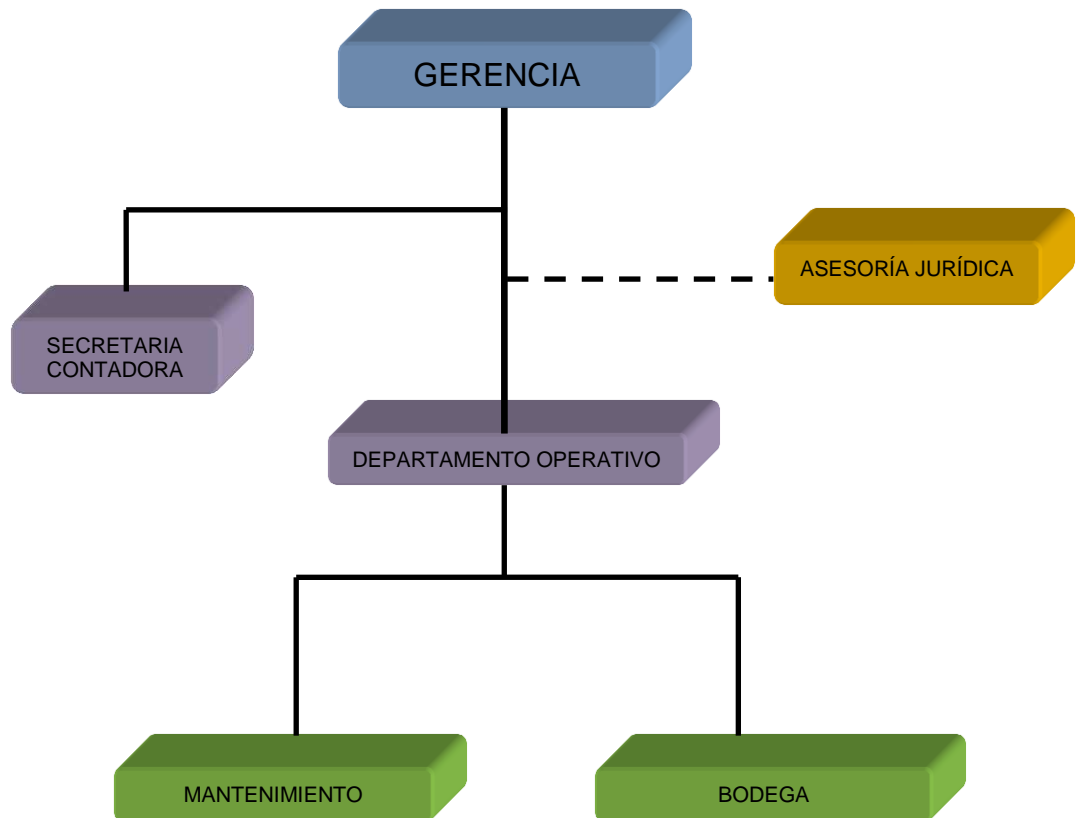 GERENCIA
ASESORÍA JURÍDICA
SECRETARIA
CONTADORA
DEPARTAMENTO OPERATIVO
MANTENIMIENTO
BODEGA